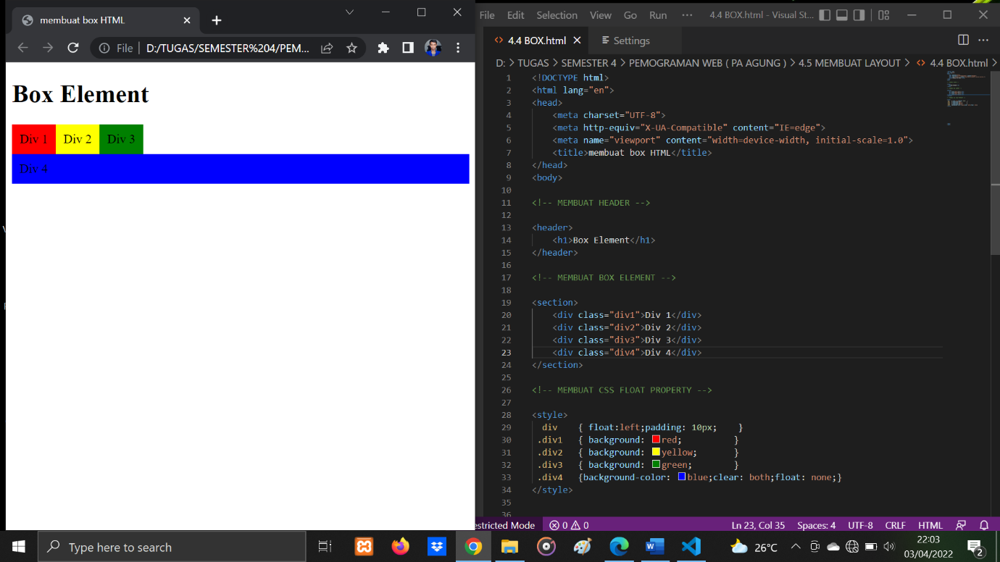 membuat box HTML
File D:/TUGAS/SEMESTER%204/PEM...
Box Element
Div 1 Div 2 Div 3
Div 4
File Edit Selection View Go Run ··· 4.4 BOX.html - Visual St...
<> 4.4 BOX.html Settings
D: > TUGAS > SEMESTER 4 > PEMOGRAMAN WEB ( PA AGUNG ) > 4.5 MEMBUAT LAYOUT > <> 4.4 BOX.html >
1 <!DOCTYPE html>
2 <html lang="en">
3 <head>
4 <meta charset="UTF-8">
5 <meta http-equiv="X-UA-Compatible" content="IE=edge">
6 <meta name="viewport" content="width=device-width, initial-scale=1.0">
7 <title>membuat box HTML</title>
8 </head>
9 <body>
10
11 <!-- MEMBUAT HEADER -->
12
13 <header>
14 <h1>Box Element</h1>
15 </header>
16
17 <!-- MEMBUAT BOX ELEMENT -->
18
19 <section>
20 <div class="div1">Div 1</div>
21 <div class="div2">Div 2</div>
22 <div class="div3">Div 3</div>
23 <div class="div4">Div 4</div>
24 </section>
25
26 <!-- MEMBUAT CSS FLOAT PROPERTY -->
27
28 <style>
29 div { float:left;padding: 10px; }
30 .div1 { background: red; }
31 .div2 { background: yellow; }
32 .div3 { background: green; }
33 .div4 {background-color: blue;clear: both;float: none;}
34 </style>
35
36
estricted Mode 0 0 Ln 23, Col 35 Spaces: 4 UTF-8 CRLF HTML
Type here to search 26°C 22:03
03/04/2022 2